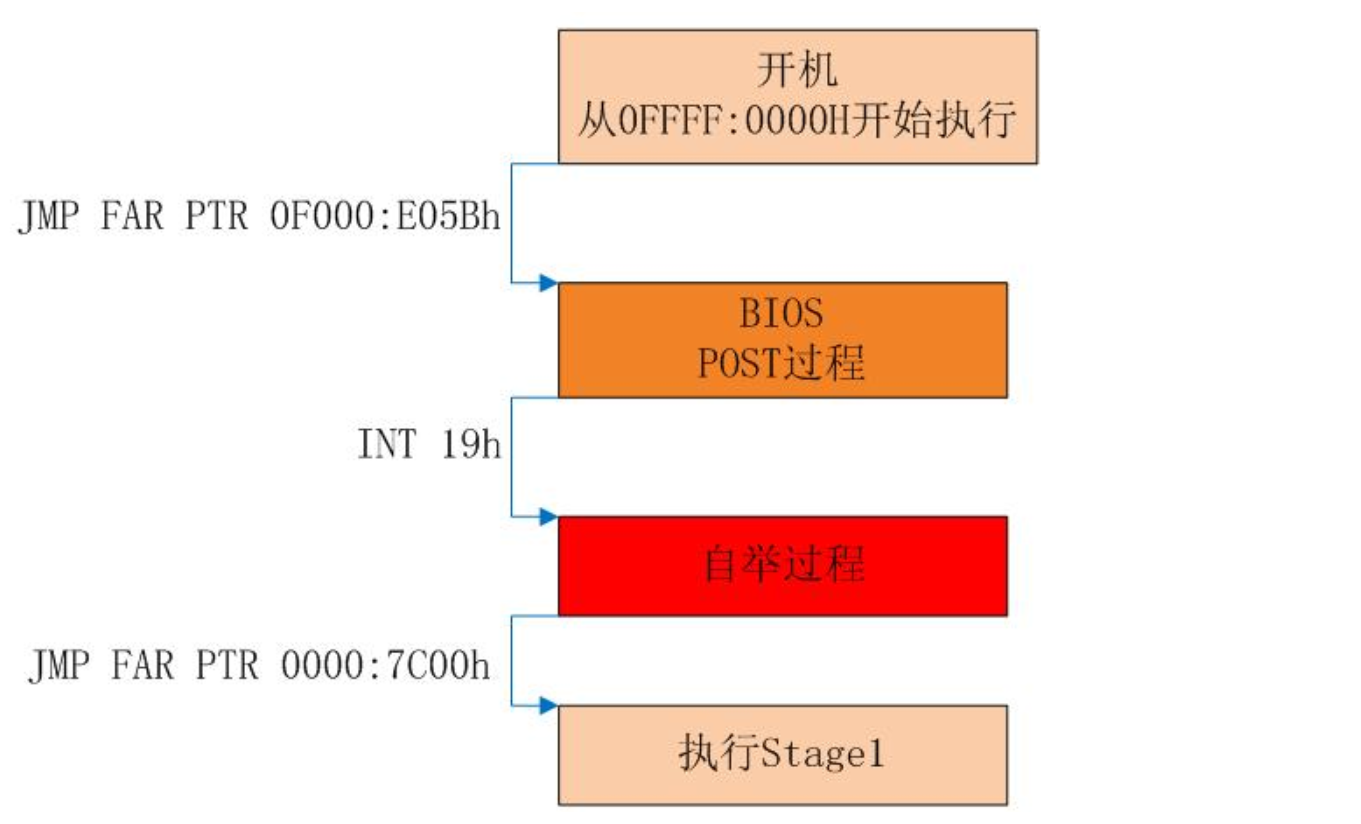 开机
从0FFFF:0000H开始执行
JMP FAR PTR 0F000:E05Bh
BIOS
POST过程
INT 19h
自举过程
JMP FAR PTR 0000:7C00h
执行Stage1